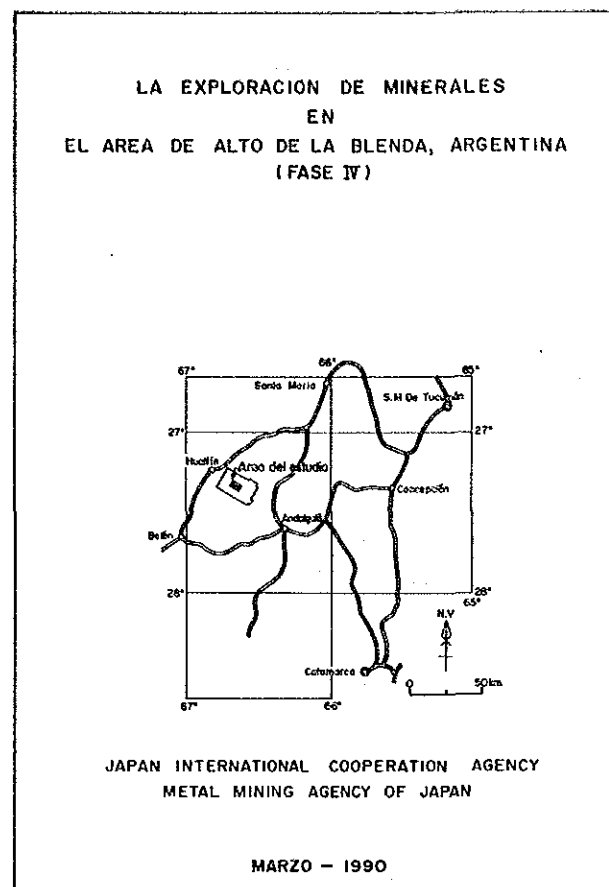 LA EXPLORACION DE MINERALES
EN
EL AREA DE ALTO DE LA BLENDA, ARGENTINA
(FASE IV)
66°
67°
65°
Santa Maria
S.M De Tucumán
27°
27°
Hualfin
Area del estudio
Concepción
Andalgalá
Belén
28°
28°
65°
N.V
Catamarca
0 50km
67°
66°
JAPAN INTERNATIONAL COOPERATION AGENCY
METAL MINING AGENCY OF JAPAN
MARZO - 1990